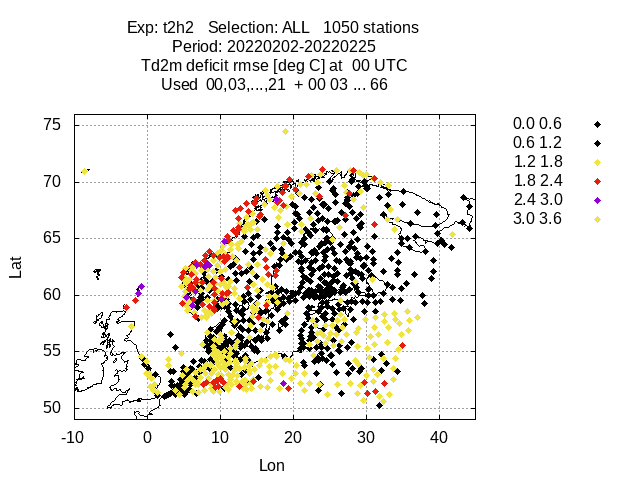 Exp: t2h2 Selection: ALL 1050 stations
Period: 20220202-20220225
Td2m deficit rmse [deg C] at 00 UTC
Used 00,03,...,21 + 00 03 ... 66
0.0 0.6
0.6 1.2
1.2 1.8
1.8 2.4
2.4 3.0
3.0 3.6
75
70
65
60
55
50
Lat
-10 0 10 20 30 40
Lon